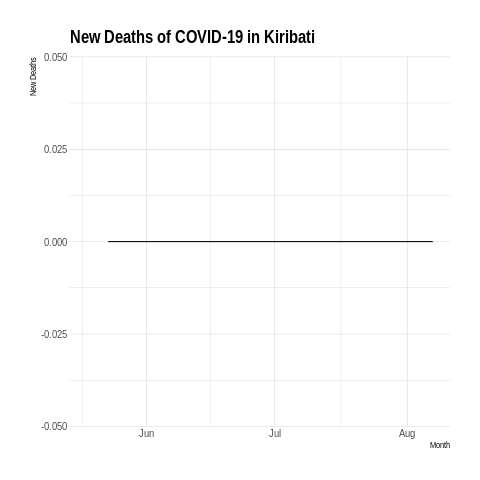 New Deaths of COVID-19 in Kiribati
New Deaths
0.050
0.025
0.000
-0.025
-0.050
Jun Jul Aug
Month